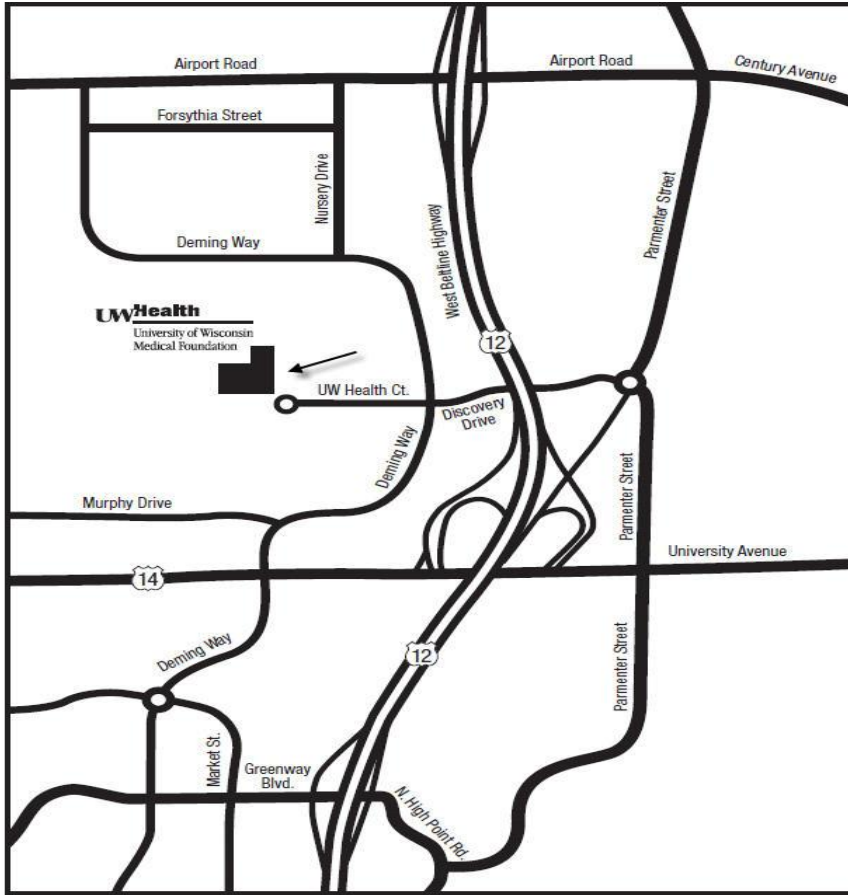 Airport Road
Airport Road
Century Avenue
Forsythia Street
Nursery Drive
Parmenter Street
Deming Way
West Beltline Highway
UWHealth
University of Wisconsin
Medical Foundation
12
UW Health Ct.
Discovery
Drive
Deming Way
Murphy Drive
Parmenter Street
University Avenue
14
Deming Way
12
Parmenter Street
Market St.
Greenway
Blvd.
N. High Point Rd.